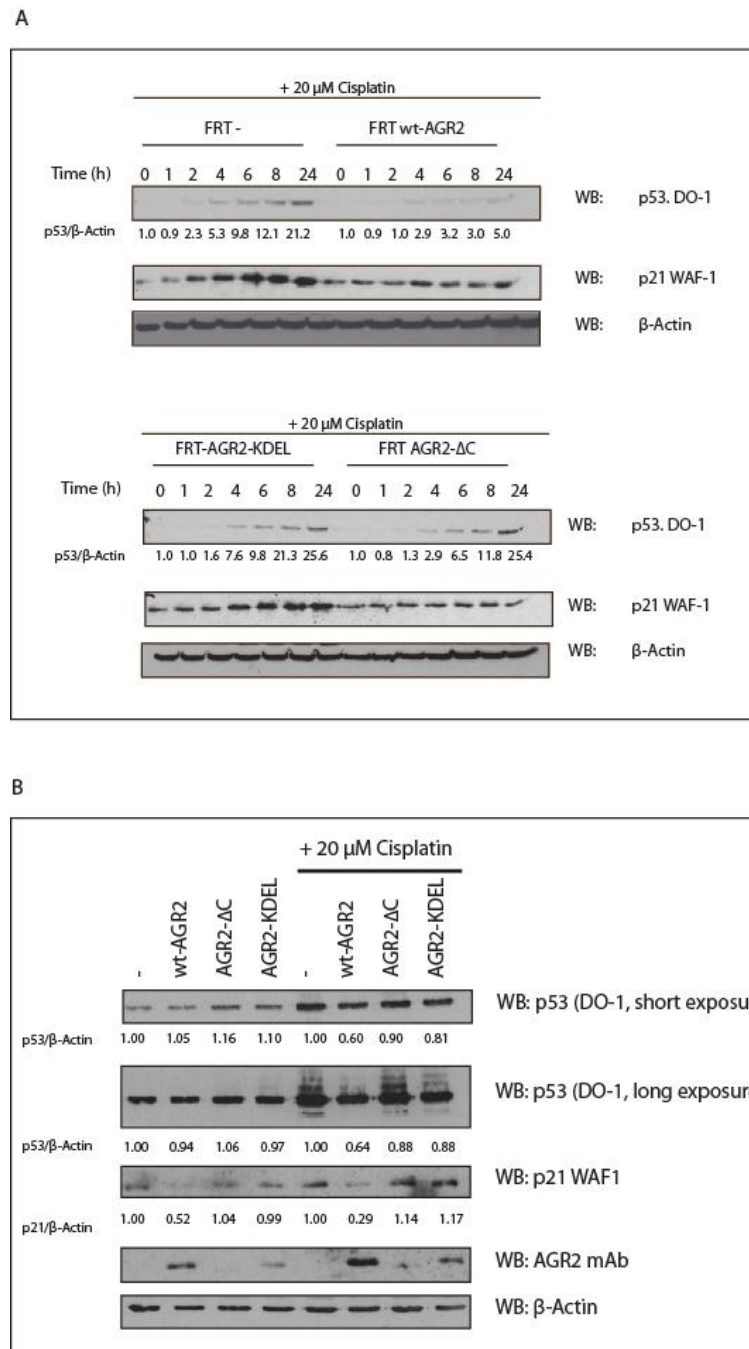 A
+ 20 µM Cisplatin
FRT - FRT wt-AGR2
Time (h) 0 1 2 4 6 8 24 0 1 2 4 6 8 24
WB: p53. DO-1
p53/β-Actin 1.0 0.9 2.3 5.3 9.8 12.1 21.2 1.0 0.9 1.0 2.9 3.2 3.0 5.0
WB: p21 WAF-1
WB: β-Actin
+ 20 µM Cisplatin
FRT-AGR2-KDEL FRT AGR2-ΔC
Time (h) 0 1 2 4 6 8 24 0 1 2 4 6 8 24
WB: p53. DO-1
p53/β-Actin 1.0 1.0 1.6 7.6 9.8 21.3 25.6 1.0 0.8 1.3 2.9 6.5 11.8 25.4
WB: p21 WAF-1
WB: β-Actin
B
+ 20 µM Cisplatin
- wt-AGR2 AGR2-ΔC AGR2-KDEL - wt-AGR2 AGR2-ΔC AGR2-KDEL
WB: p53 (DO-1, short exposu
p53/β-Actin 1.00 1.05 1.16 1.10 1.00 0.60 0.90 0.81
WB: p53 (DO-1, long exposure
p53/β-Actin 1.00 0.94 1.06 0.97 1.00 0.64 0.88 0.88
WB: p21 WAF1
p21/β-Actin 1.00 0.52 1.04 0.99 1.00 0.29 1.14 1.17
WB: AGR2 mAb
WB: β-Actin